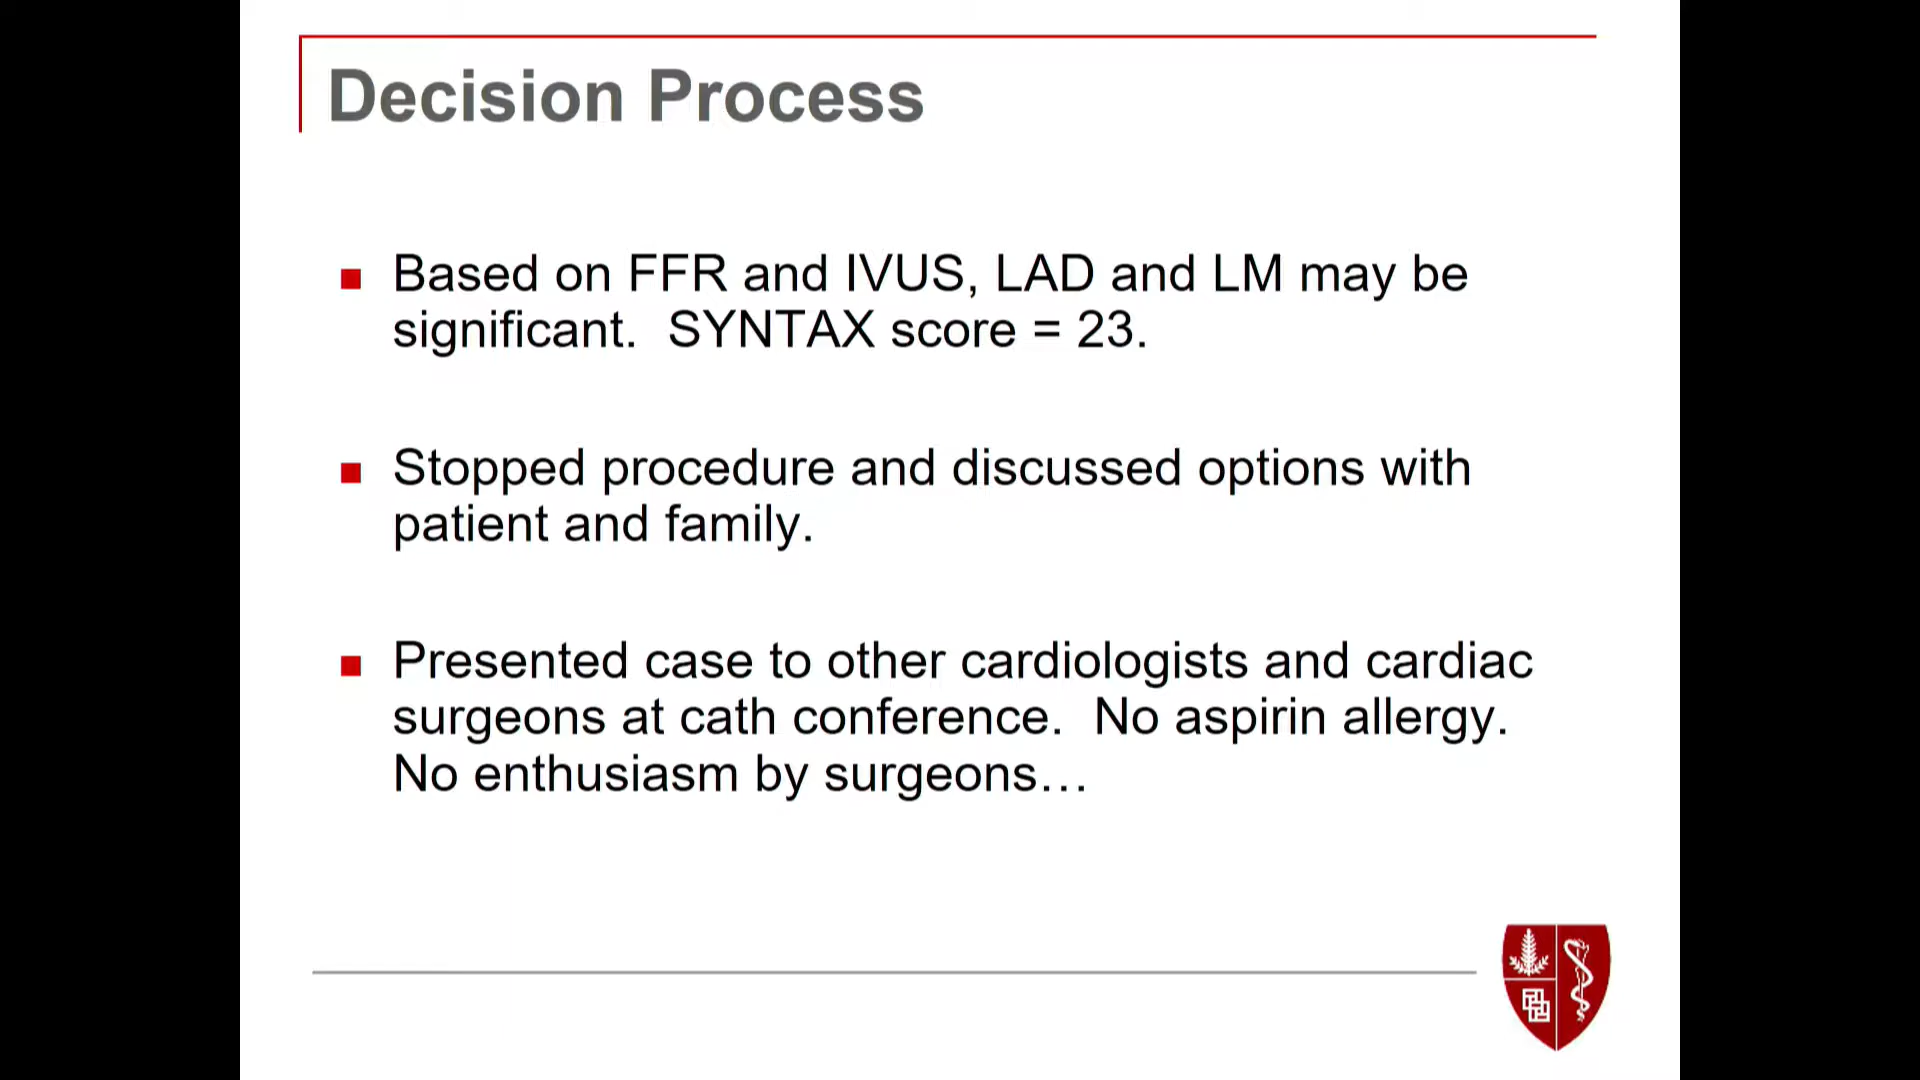 Decision Process
Based on FFR and IVUS, LAD and LM may be
significant.  SYNTAX score = 23.
Stopped procedure and discussed options with
patient and family.
Presented case to other cardiologists and cardiac
surgeons at cath conference.  No aspirin allergy.
No enthusiasm by surgeons…